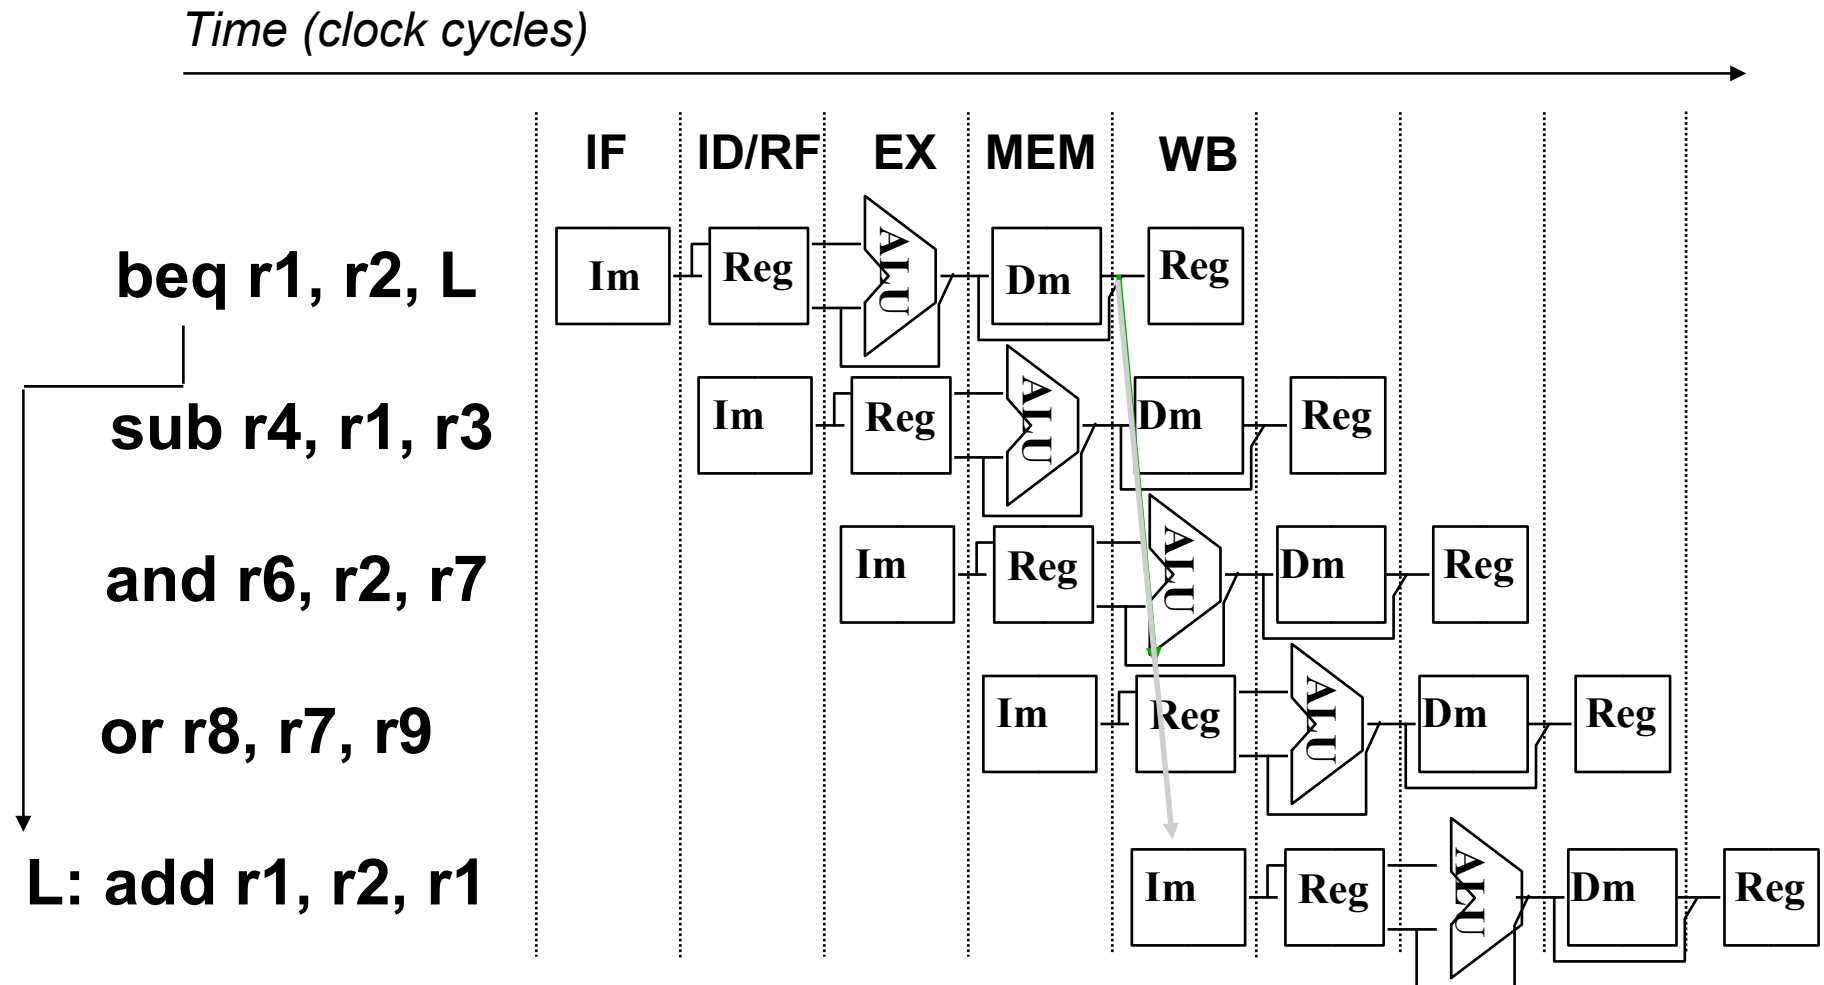 Time (clock cycles)
IF ID/RF EX MEM WB
beq r1, r2, L Im Reg ALU Dm Reg
sub r4, r1, r3 Im Reg ALU Dm Reg
and r6, r2, r7 Im Reg ALU Dm Reg
or r8, r7, r9 Im Reg ALU Dm Reg
L: add r1, r2, r1 Im Reg ALU Dm Reg